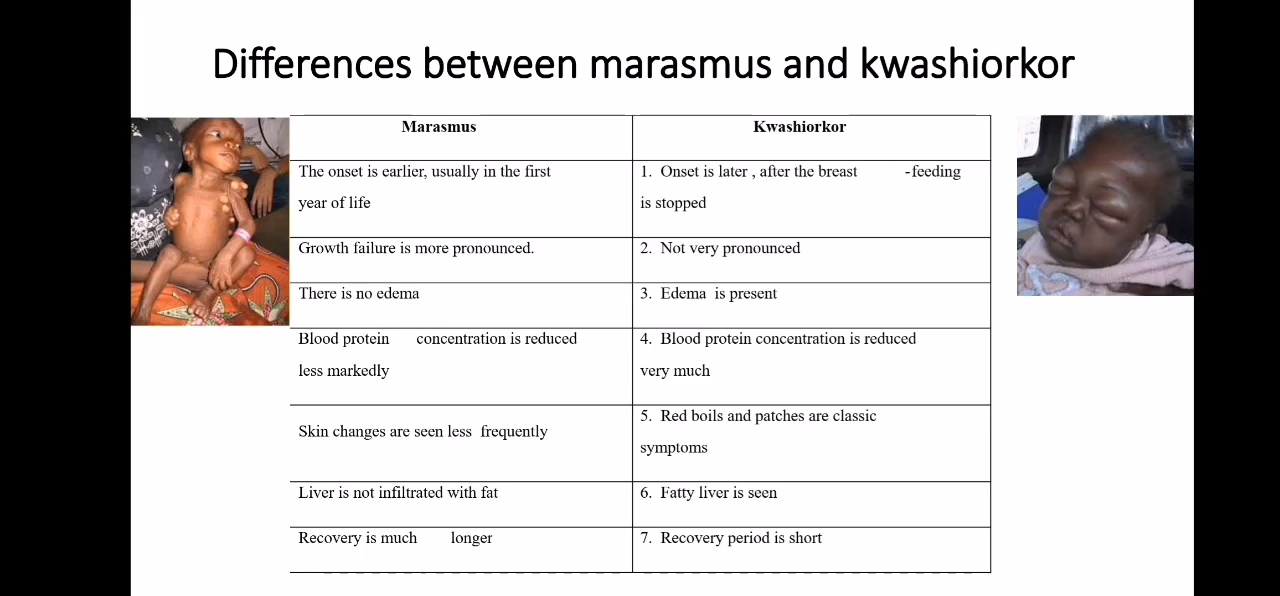 Differences between marasmus and kwashiorkor
Marasmus Kwashiorkor
The onset is earlier, usually in the first
year of life
1. Onset is later , after the breast -feeding
is stopped
Growth failure is more pronounced.
2. Not very pronounced
There is no edema
3. Edema is present
Blood protein concentration is reduced
less markedly
4. Blood protein concentration is reduced
very much
Skin changes are seen less frequently
5. Red boils and patches are classic
symptoms
Liver is not infiltrated with fat
6. Fatty liver is seen
Recovery is much longer
7. Recovery period is short